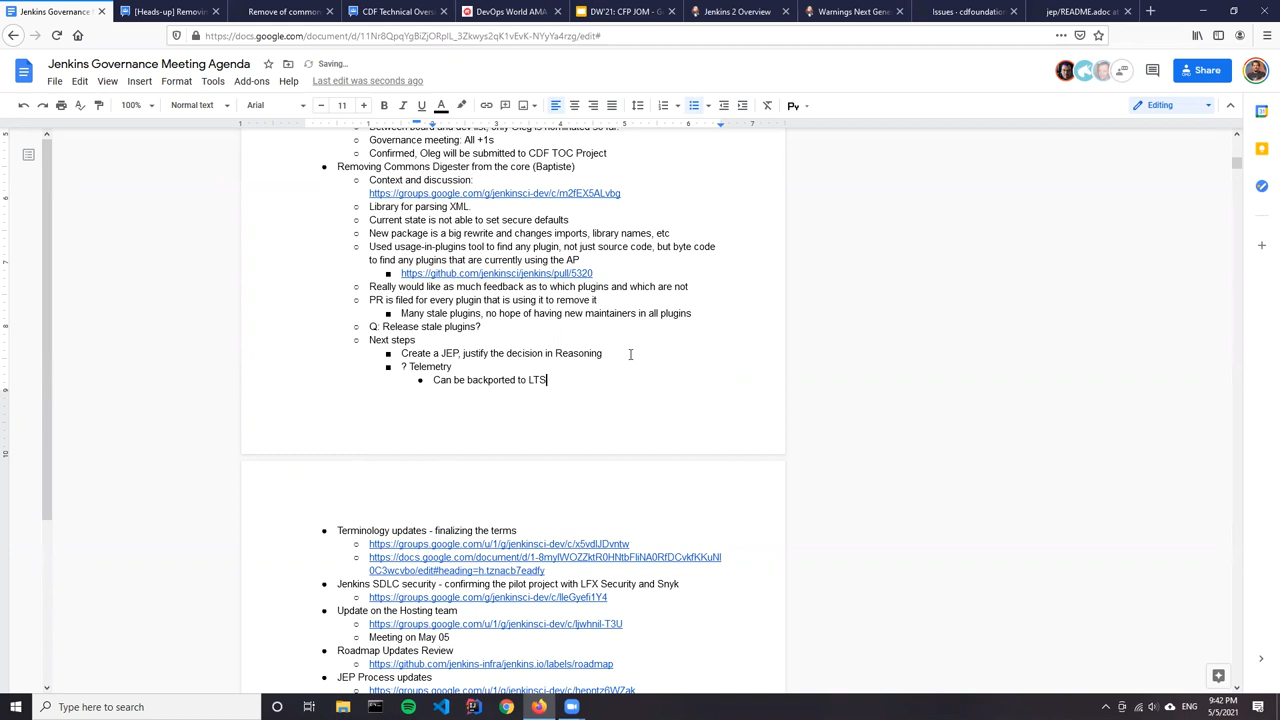 Jenkins Governance Meeting
[Heads-up] Removing
Remove of common
CDF Technical Overs
DevOps World AMA
DW'21: CFP JOM - G
Jenkins 2 Overview
Warnings Next Gene
Issues · cdfoundation
jep/README.adoc at
https://docs.google.com/document/d/11Nr8QpqYgBiZjORplL_3Zkwys2qK1vEvK-NYyYa4rzg/edit#
Jenkins Governance Meeting Agenda
Saving...
Share
File Edit View Insert Format Tools Add-ons Help Last edit was seconds ago
100% Normal text Arial 11 Editing
Between board and dev list, only Oleg is nominated so far.
Governance meeting: All +1s
Confirmed, Oleg will be submitted to CDF TOC Project
Removing Commons Digester from the core (Baptiste)
Context and discussion:
https://groups.google.com/g/jenkinsci-dev/c/m2fEX5ALvbg
Library for parsing XML.
Current state is not able to set secure defaults
New package is a big rewrite and changes imports, library names, etc
Used usage-in-plugins tool to find any plugin, not just source code, but byte code
to find any plugins that are currently using the AP
https://github.com/jenkinsci/jenkins/pull/5320
Really would like as much feedback as to which plugins and which are not
PR is filed for every plugin that is using it to remove it
Many stale plugins, no hope of having new maintainers in all plugins
Q: Release stale plugins?
Next steps
Create a JEP, justify the decision in Reasoning
? Telemetry
Can be backported to LTS
Terminology updates - finalizing the terms
https://groups.google.com/u/1/g/jenkinsci-dev/c/x5vdlJDvntw
https://docs.google.com/document/d/1-8mylWOZZktR0HNtbFIiNA0RfDCvkfKKuNl
0C3wcvbo/edit#heading=h.tznacb7eadfy
Jenkins SDLC security - confirming the pilot project with LFX Security and Snyk
https://groups.google.com/g/jenkinsci-dev/c/lleGyefi1Y4
Update on the Hosting team
https://groups.google.com/u/1/g/jenkinsci-dev/c/ljwhnil-T3U
Meeting on May 05
Roadmap Updates Review
https://github.com/jenkins-infra/jenkins.io/labels/roadmap
JEP Process updates
https://groups.google.com/u/1/g/jenkinsci-dev/c/hepntz6WZak
Type here to search
ENG
9:42 PM
5/5/2021